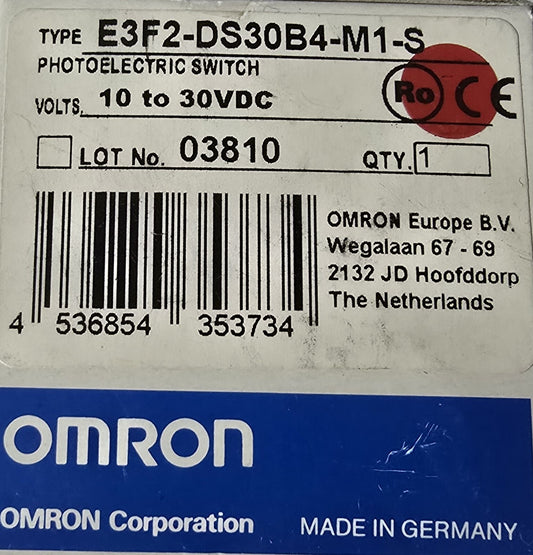 TYPE E3F2-DS30B4-M1-S
PHOTOELECTRIC SWITCH
VOLTS. 10 to 30VDC
Ro CE
LOT No. 03810 QTY. 1
OMRON Europe B.V.
Wegalaan 67 - 69
2132 JD Hoofddorp
The Netherlands
4 536854 353734
OMRON
OMRON Corporation MADE IN GERMANY